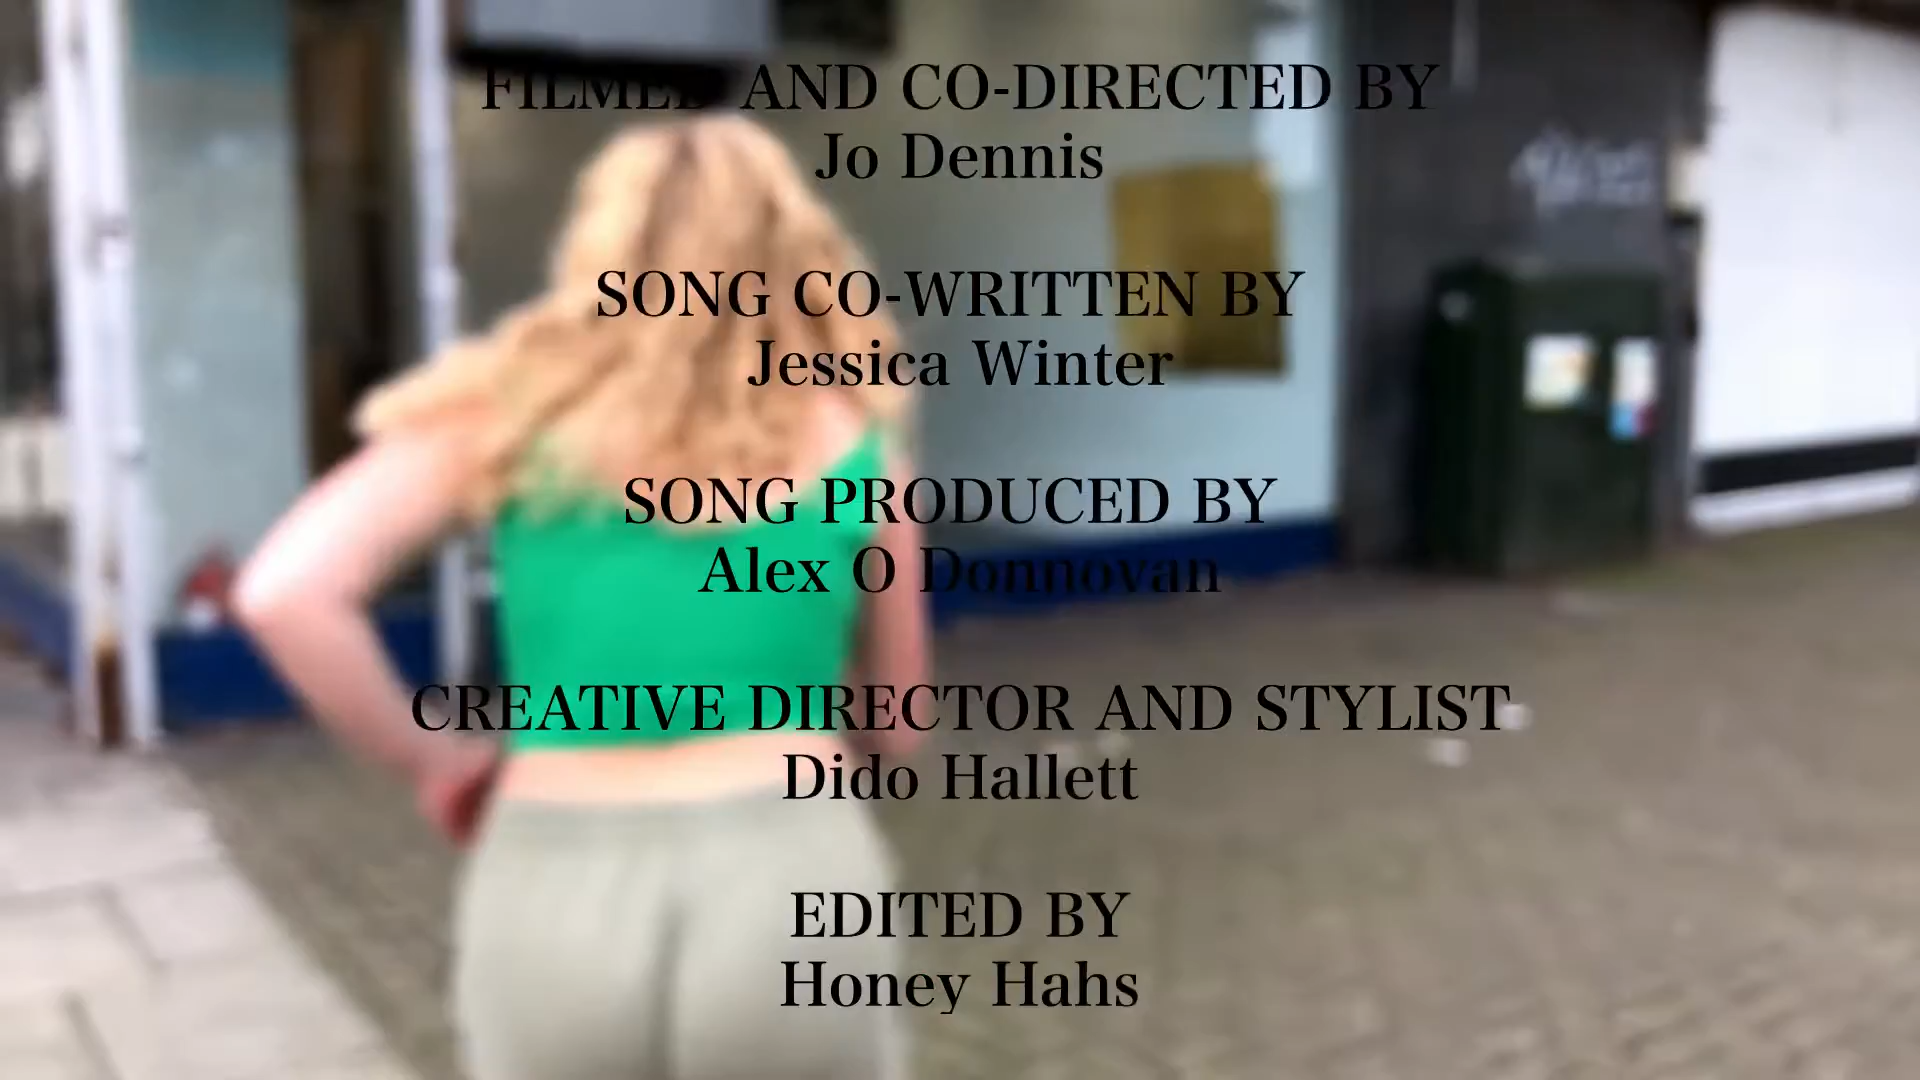 FILMED AND CO-DIRECTED BY
Jo Dennis
SONG CO-WRITTEN BY
Jessica Winter
SONG PRODUCED BY
Alex O Donnovan
CREATIVE DIRECTOR AND STYLIST
Dido Hallett
EDITED BY
Honey Hahs